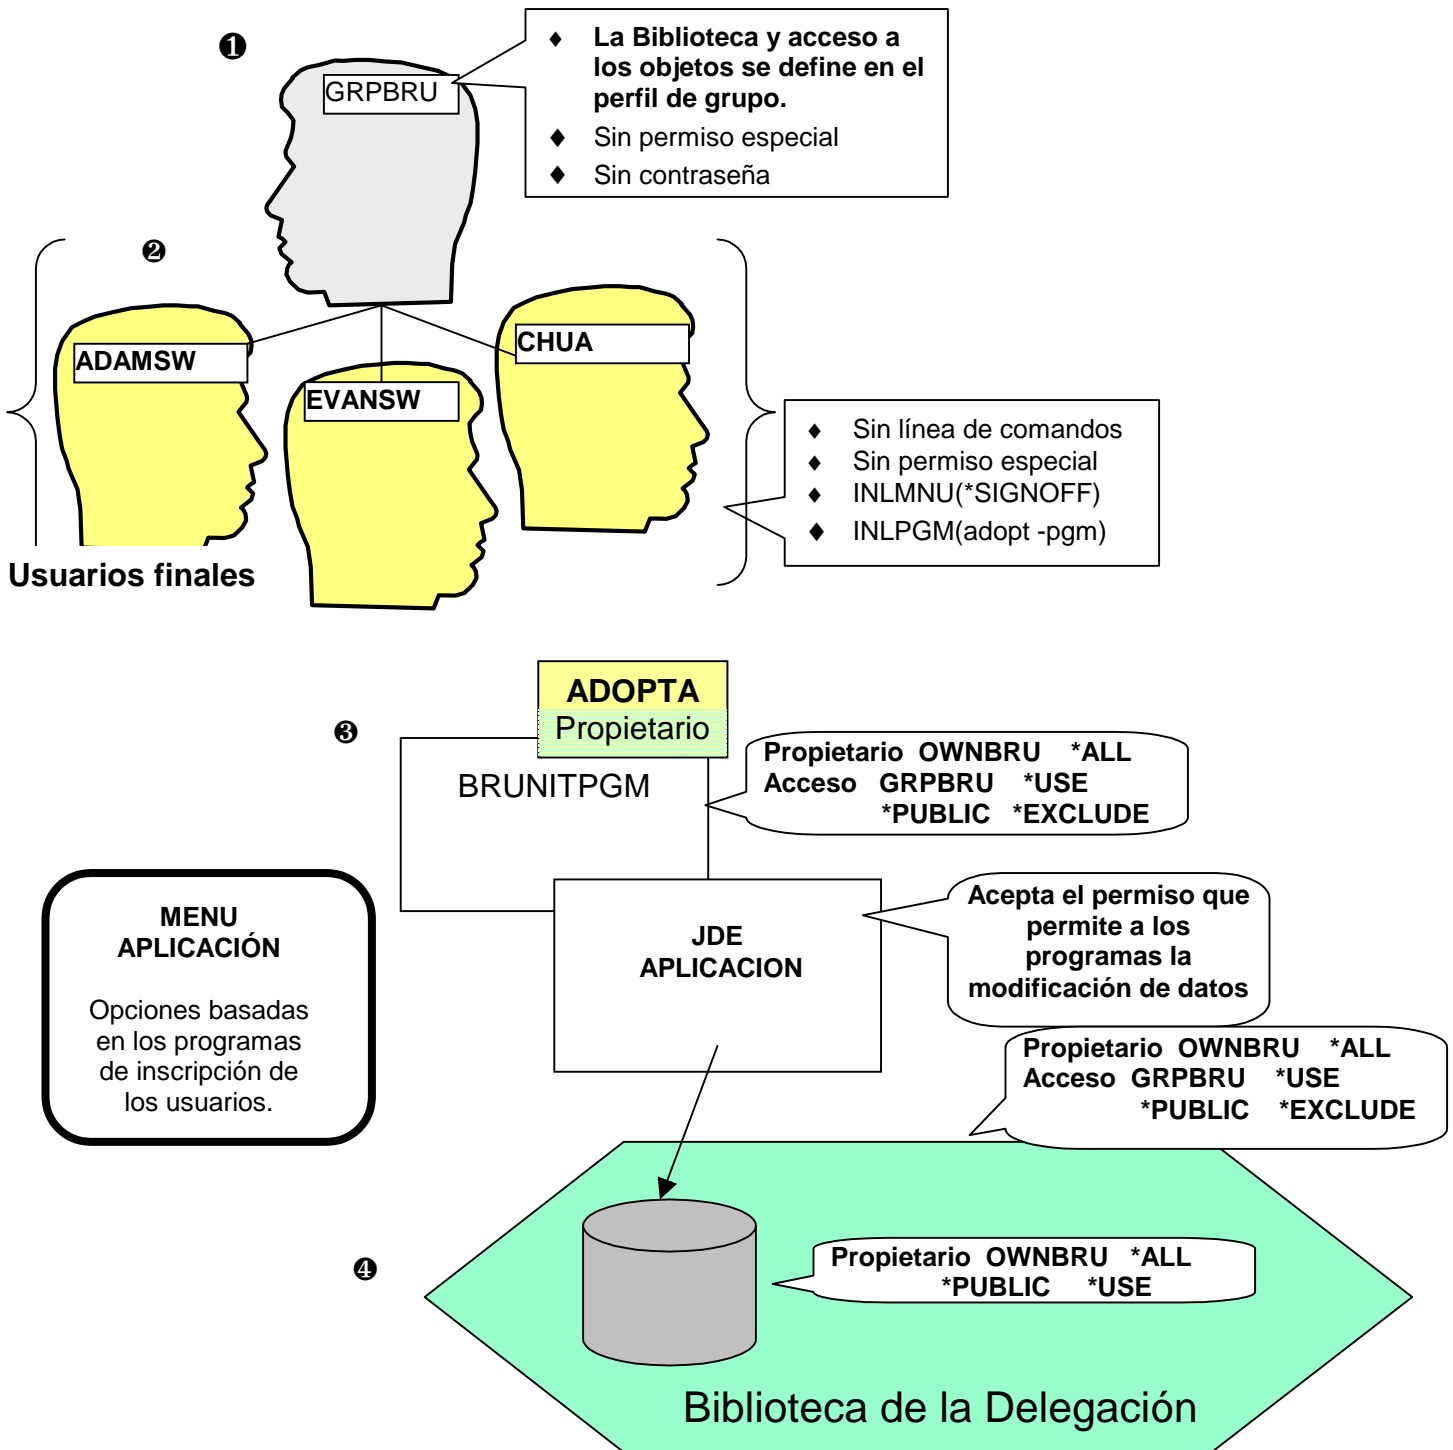 ❶
GRPBRU
♦ La Biblioteca y acceso a
los objetos se define en el
perfil de grupo.
♦ Sin permiso especial
♦ Sin contraseña
❷
ADAMSW
EVANSW
CHUA
♦ Sin línea de comandos
♦ Sin permiso especial
♦ INLMNU(*SIGNOFF)
♦ INLPGM(adopt -pgm)
Usuarios finales
❸
ADOPTA
Propietario
BRUNITPGM
Propietario OWNBRU *ALL
Acceso GRPBRU *USE
*PUBLIC *EXCLUDE
MENU
APLICACIÓN
Opciones basadas
en los programas
de inscripción de
los usuarios.
JDE
APLICACION
Acepta el permiso que
permite a los
programas la
modificación de datos
Propietario OWNBRU *ALL
Acceso GRPBRU *USE
*PUBLIC *EXCLUDE
❹
Propietario OWNBRU *ALL
*PUBLIC *USE
Biblioteca de la Delegación